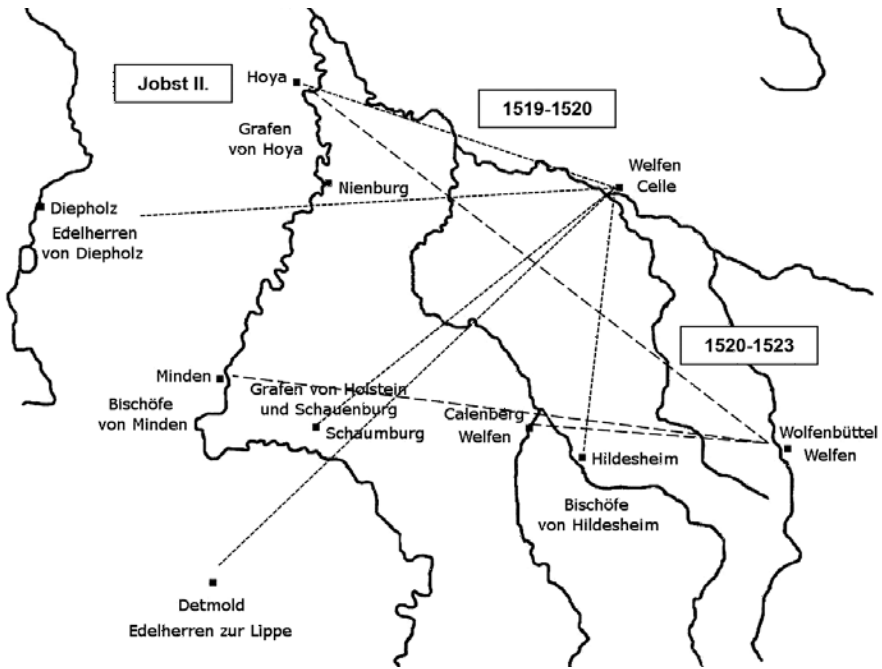 Jobst II.
Hoya
1519-1520
Grafen
von Hoya
Welfen
Celle
Nienburg
Diepholz
Edelherren
von Diepholz
1520-1523
Minden
Bischöfe
von Minden
Grafen von Holstein
und Schauenburg
Schaumburg
Calenberg
Welfen
Wolfenbüttel
Welfen
Hildesheim
Bischöfe
von Hildesheim
Detmold
Edelherren zur Lippe